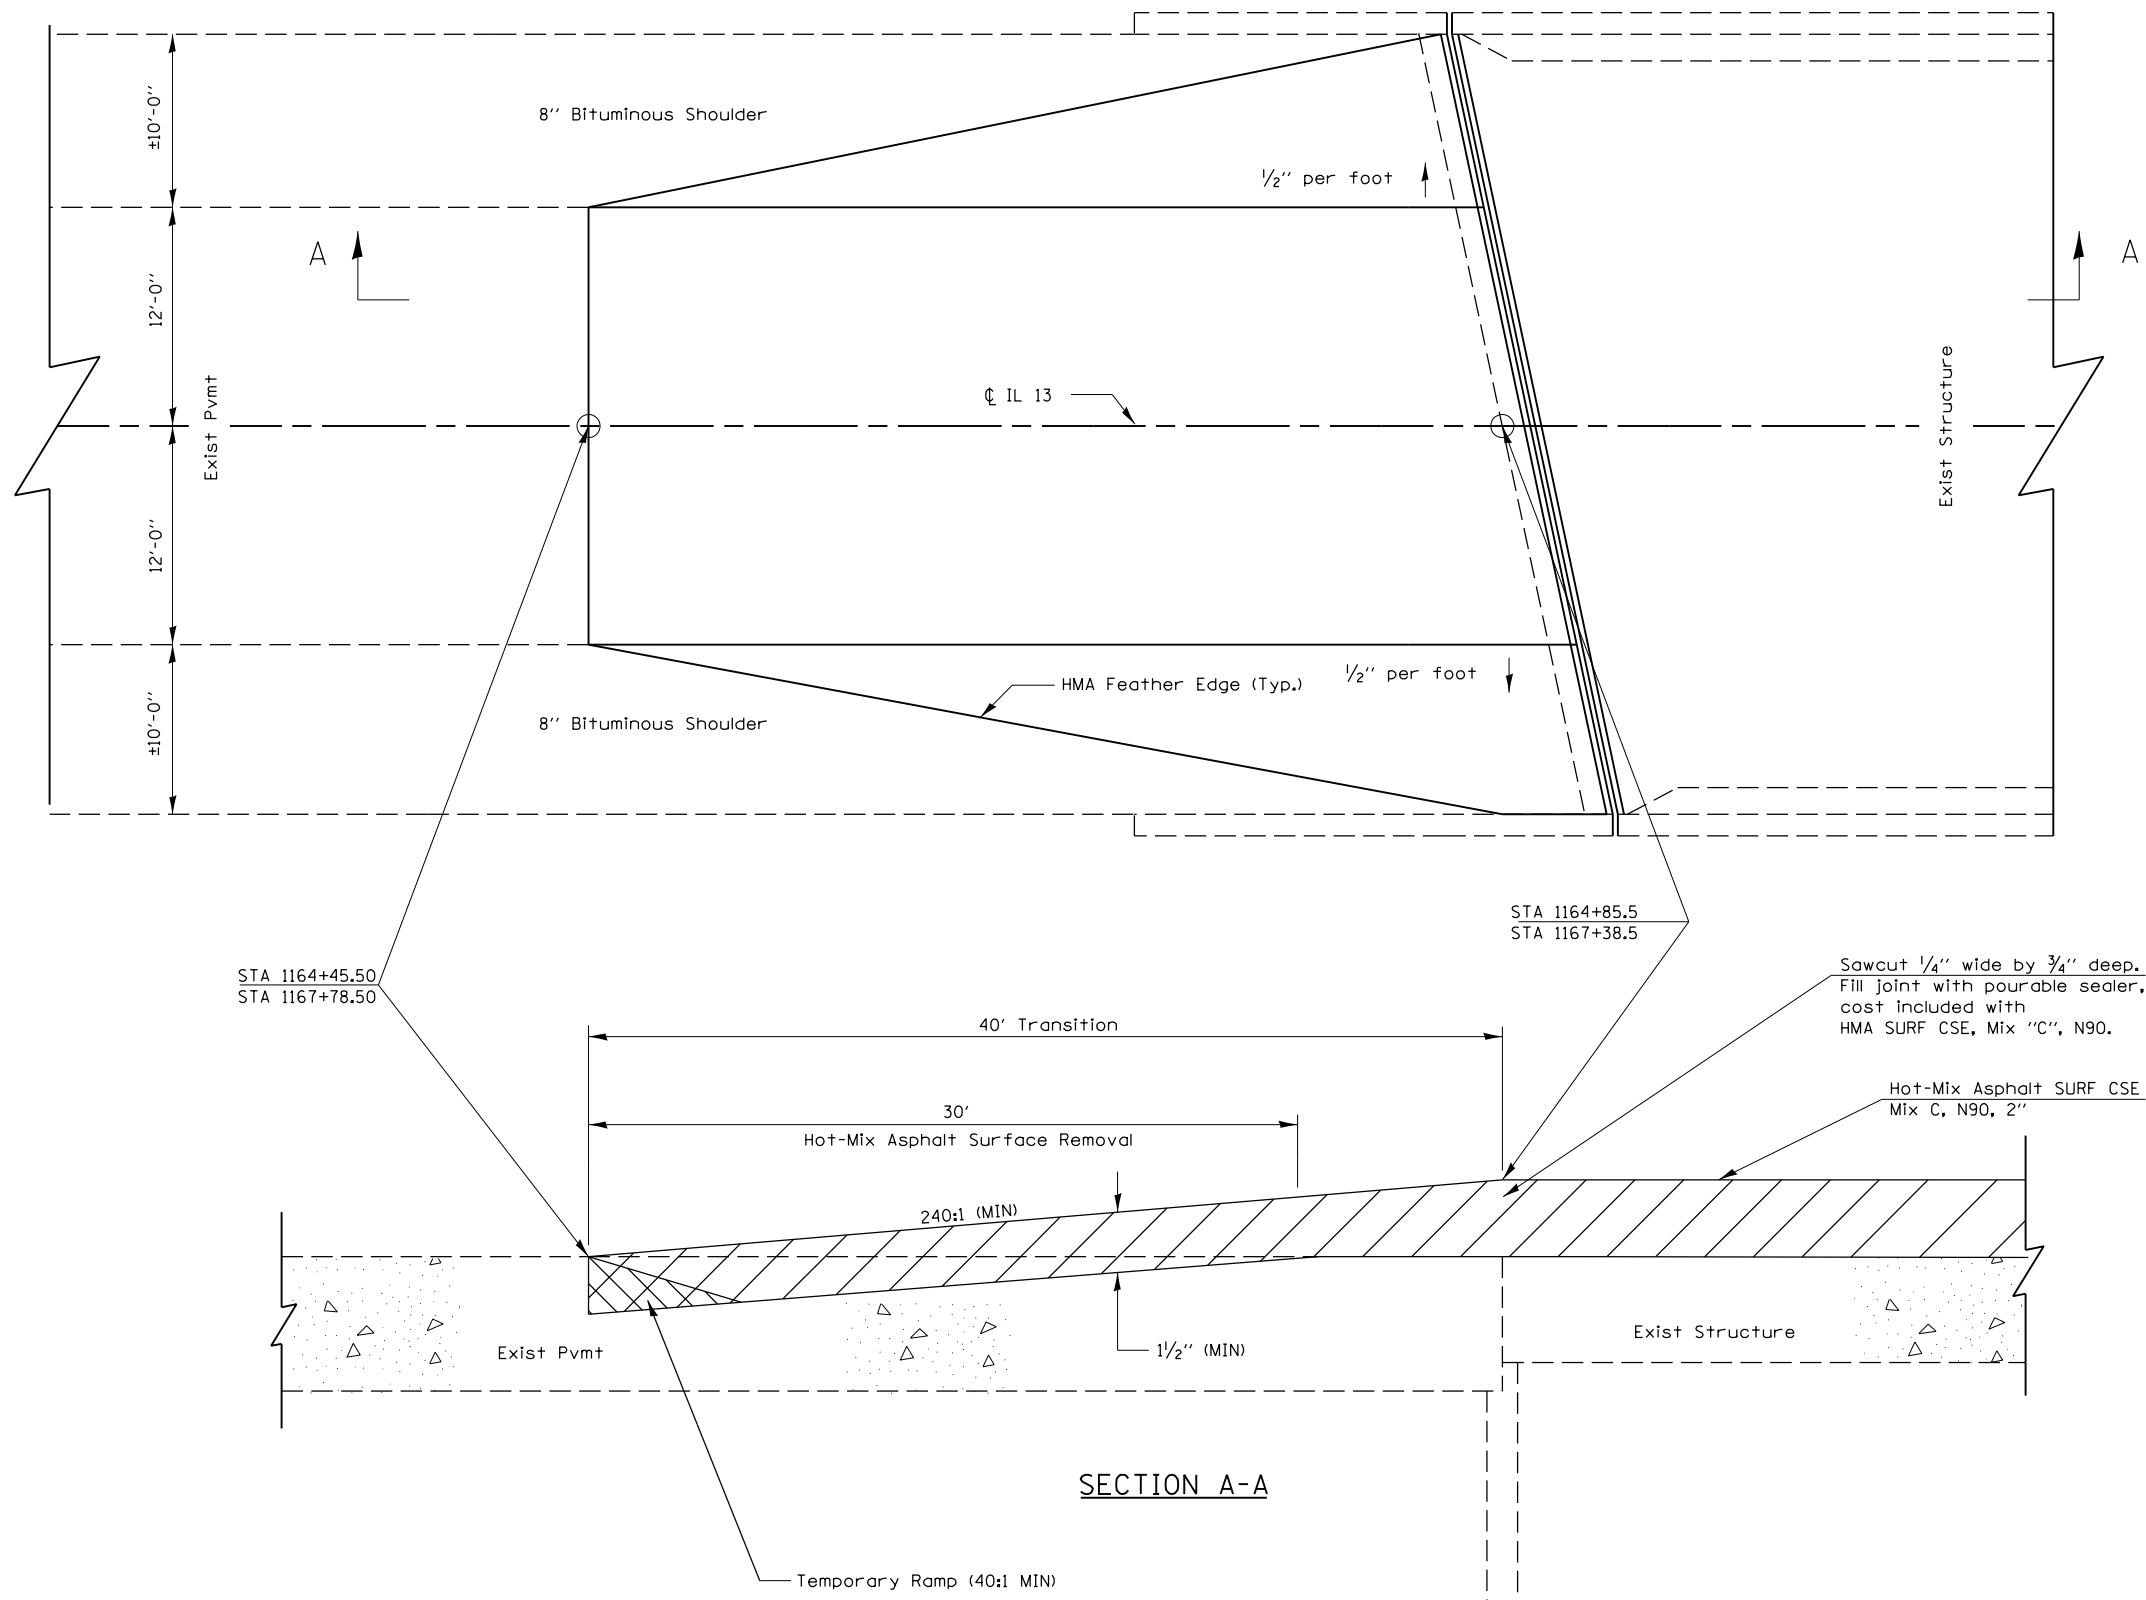 ±10'-0"
8" Bituminous Shoulder
½" per foot
A
A
12'-0"
℄ IL 13
Exist Pvmt
Exist Structure
12'-0"
HMA Feather Edge (Typ.)
½" per foot
±10'-0"
8" Bituminous Shoulder
STA 1164+85.5
STA 1167+38.5
STA 1164+45.50
STA 1167+78.50
Sawcut ¼" wide by ¾" deep.
Fill joint with pourable sealer,
cost included with
HMA SURF CSE, Mix "C", N90.
40' Transition
30'
Hot-Mix Asphalt Surface Removal
Hot-Mix Asphalt SURF CSE
Mix C, N90, 2"
240:1 (MIN)
Exist Pvmt
1½" (MIN)
Exist Structure
SECTION A-A
Temporary Ramp (40:1 MIN)